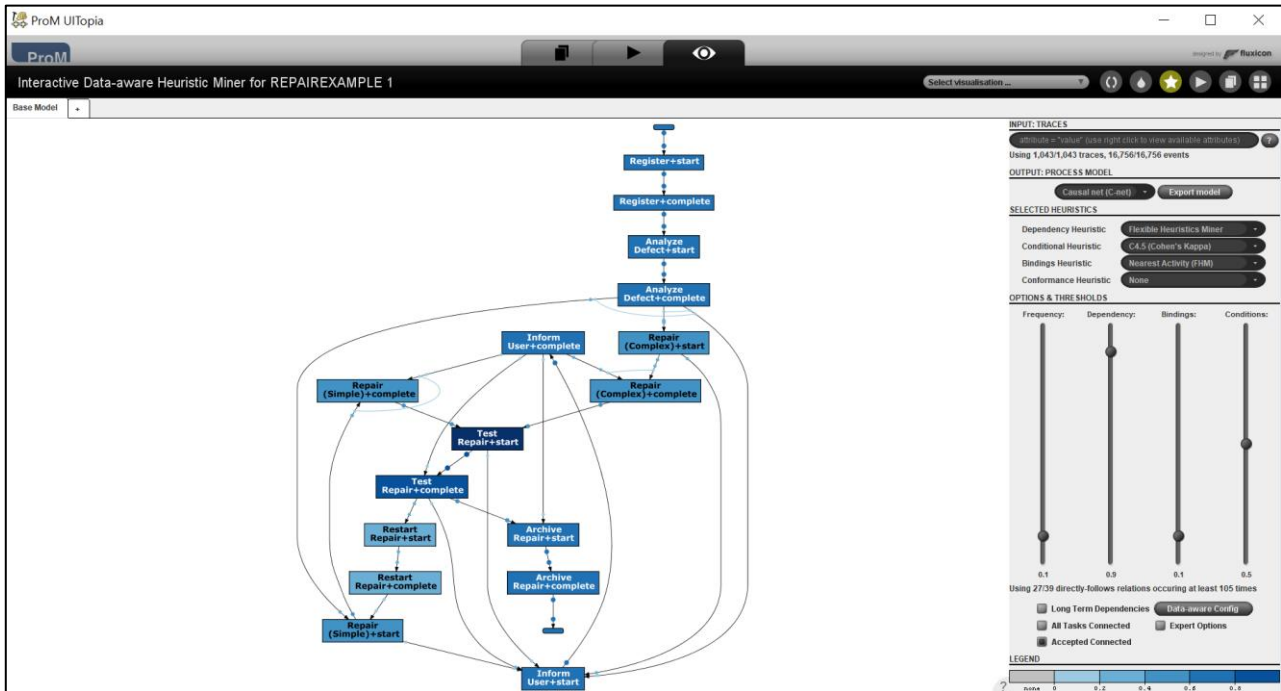 ProM UITopia
ProM
designed by fluxicon
Interactive Data-aware Heuristic Miner for REPAIREXAMPLE 1
Select visualisation ...
Base Model
+
Register+start
Register+complete
Analyze
Defect+start
Analyze
Defect+complete
Inform
User+complete
Repair
(Complex)+start
Repair
(Simple)+complete
Repair
(Complex)+complete
Test
Repair+start
Test
Repair+complete
Restart
Repair+start
Archive
Repair+start
Restart
Repair+complete
Archive
Repair+complete
Repair
(Simple)+start
Inform
User+start
INPUT: TRACES
attribute = "value" (use right click to view available attributes)
?
Using 1,043/1,043 traces, 16,756/16,756 events
OUTPUT: PROCESS MODEL
Causal net (C-net)
Export model
SELECTED HEURISTICS
Dependency Heuristic
Flexible Heuristics Miner
Conditional Heuristic
C4.5 (Cohen's Kappa)
Bindings Heuristic
Nearest Activity (FHM)
Conformance Heuristic
None
OPTIONS & THRESHOLDS
Frequency: Dependency: Bindings: Conditions:
0.1 0.9 0.1 0.5
Using 27/39 directly-follows relations occuring at least 105 times
Long Term Dependencies
Data-aware Config
All Tasks Connected
Expert Options
Accepted Connected
LEGEND
?
none 0 0.2 0.4 0.6 0.8